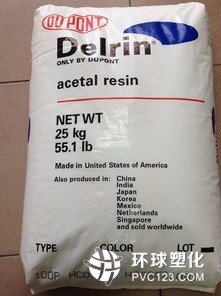 DUPONT
Delrin®
ONLY BY DUPONT
acetal resin
NET WT
25 kg
55.1 lb
Made in United States of America
Also produced in: China
India
Japan
Korea
Mexico
Netherlands
Singapore
and sold worldwide
TYPE COLOR LOT
环球塑化
PVC123.COM